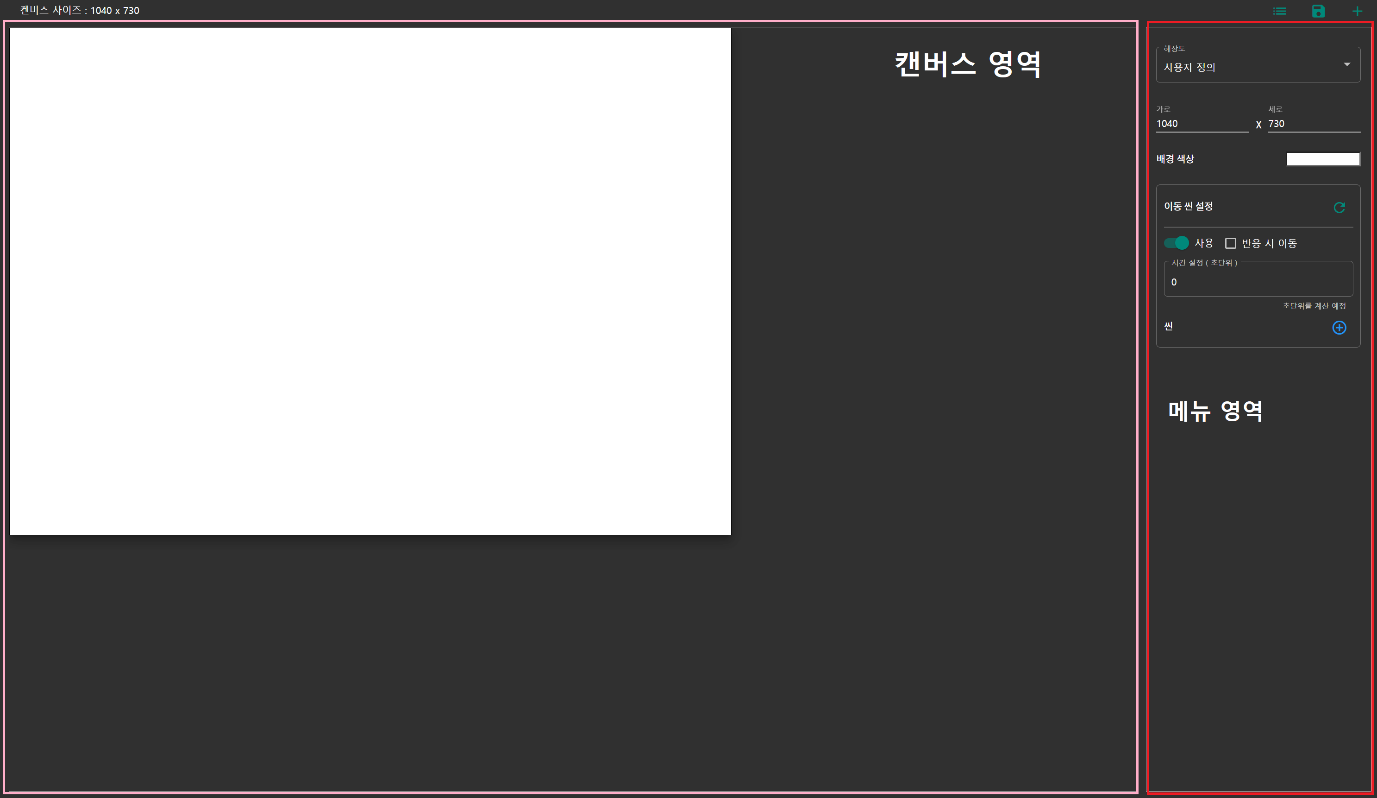 켄버스 사이즈 : 1040 x 730
캔버스 영역
해상도
사용자 정의
가로
세로
1040
X
730
배경 색상
이동 씬 설정
사용
반응 시 이동
시간 설정 ( 초단위 )
0
초단위를 계산 예정
씬
메뉴 영역